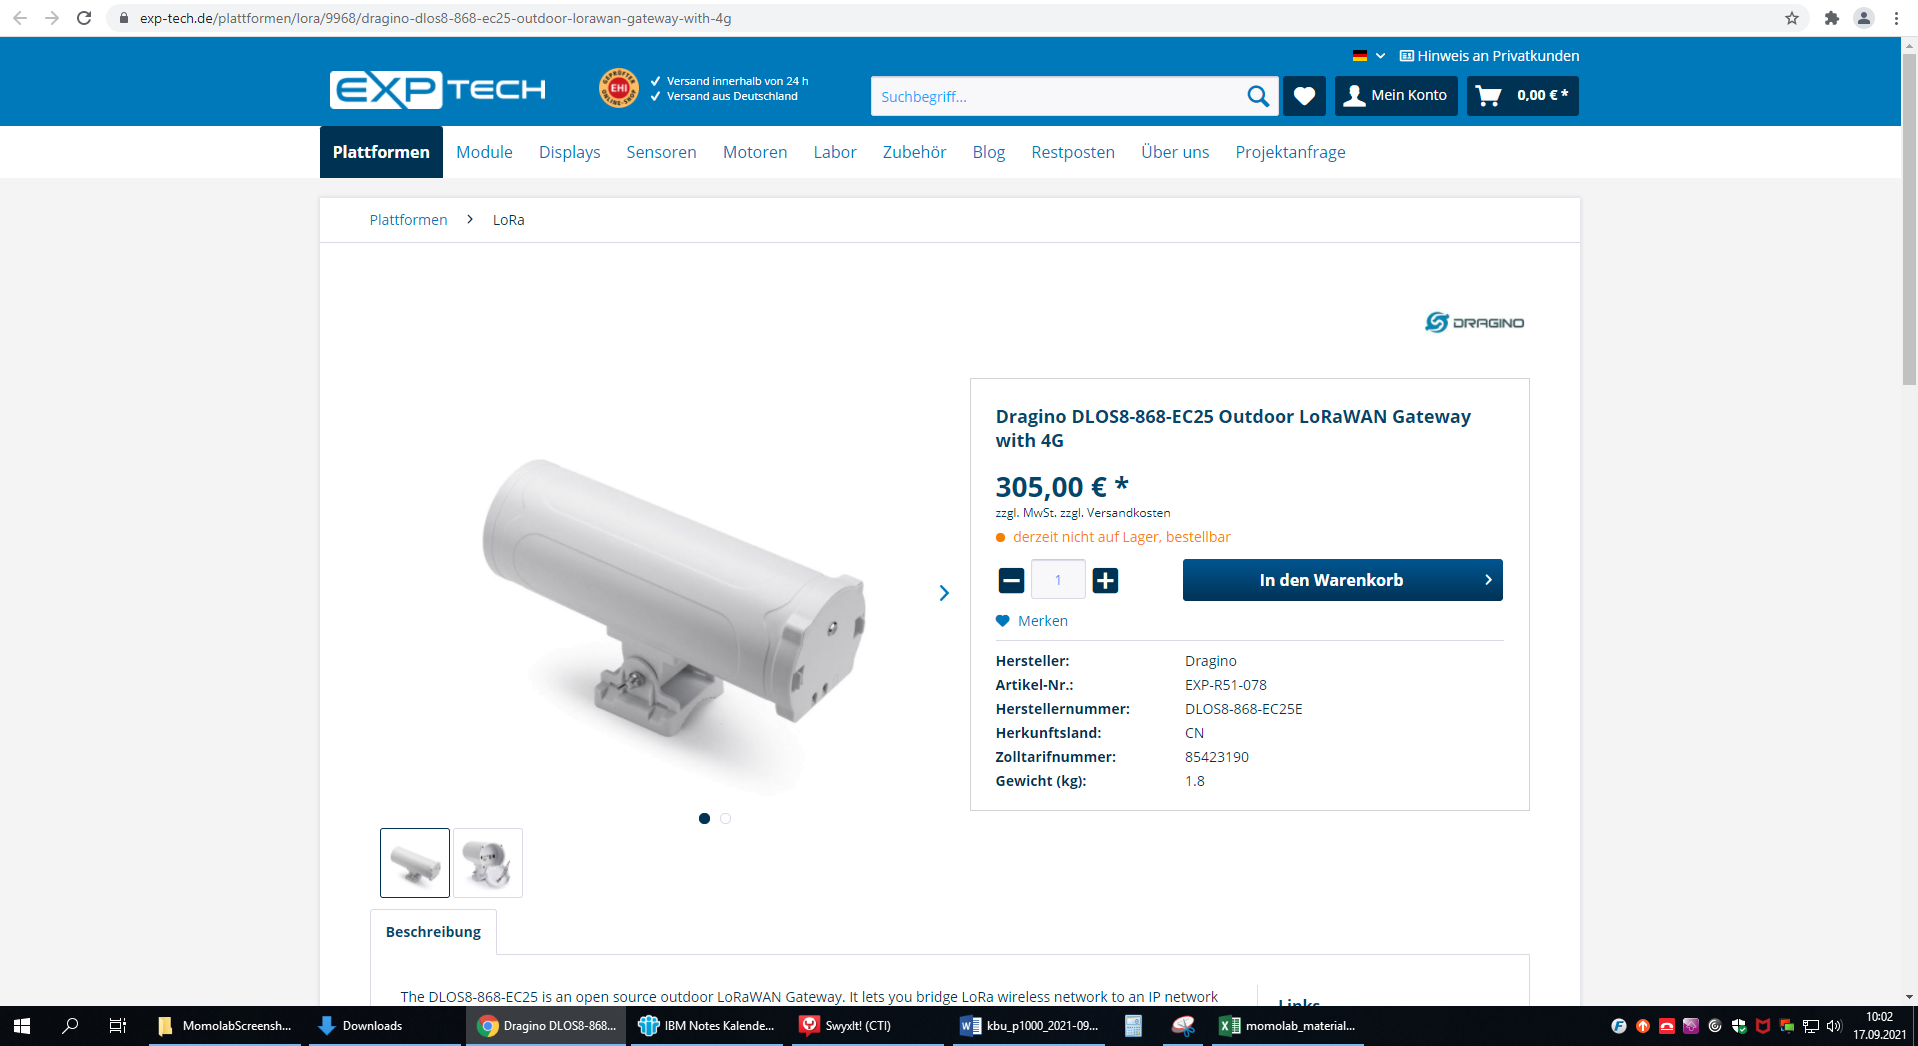 exp-tech.de/plattformen/lora/9968/dragino-dlos8-868-ec25-outdoor-lorawan-gateway-with-4g
Hinweis an Privatkunden
EXP TECH
GEPRÜFTER
EHI
ONLINE-SHOP
Versand innerhalb von 24 h
Versand aus Deutschland
Suchbegriff...
Mein Konto
0,00 € *
Plattformen Module Displays Sensoren Motoren Labor Zubehör Blog Restposten Über uns Projektanfrage
Plattformen LoRa
DRAGINO
Dragino DLOS8-868-EC25 Outdoor LoRaWAN Gateway
with 4G
305,00 € *
zzgl. MwSt. zzgl. Versandkosten
derzeit nicht auf Lager, bestellbar
1
In den Warenkorb
Merken
Hersteller: Dragino
Artikel-Nr.: EXP-R51-078
Herstellernummer: DLOS8-868-EC25E
Herkunftsland: CN
Zolltarifnummer: 85423190
Gewicht (kg): 1.8
Beschreibung
The DLOS8-868-EC25 is an open source outdoor LoRaWAN Gateway. It lets you bridge LoRa wireless network to an IP network
Links
MomolabScreensh...
Downloads
Dragino DLOS8-868...
IBM Notes Kalende...
SwyxIt! (CTI)
kbu_p1000_2021-09...
momolab_material...
10:02
17.09.2021